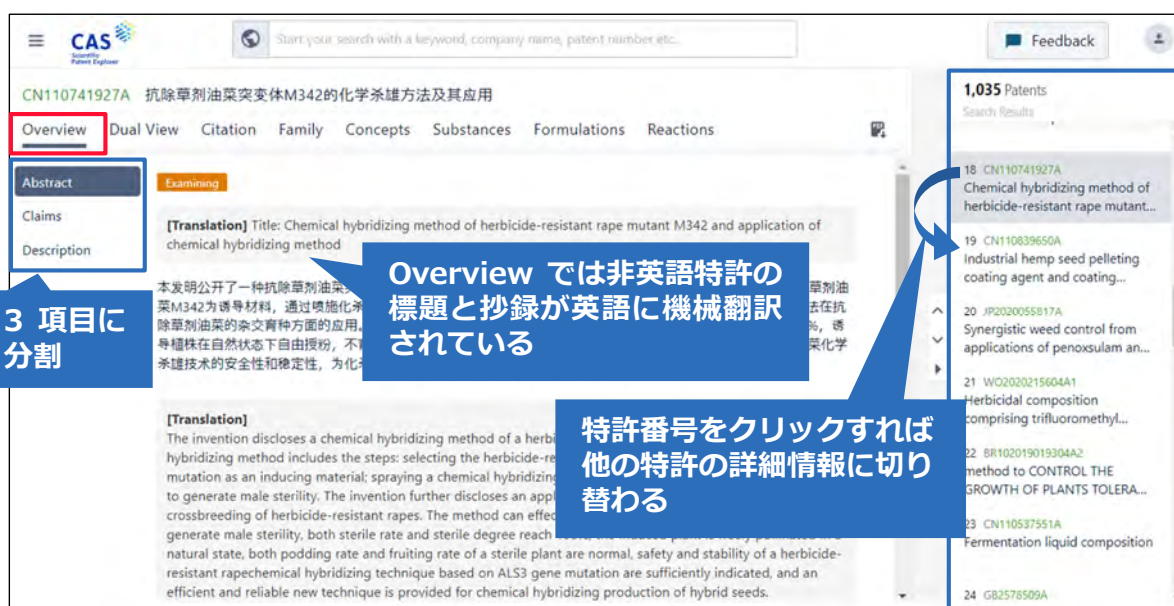 CAS
Scientific
Patent Explorer
Start your search with a keyword, company name, patent number etc.
Feedback
CN110741927A 抗除草剂油菜突变体M342的化学杀雄方法及其应用
Overview Dual View Citation Family Concepts Substances Formulations Reactions
Abstract
Claims
Description
3 項目に
分割
Examining
[Translation] Title: Chemical hybridizing method of herbicide-resistant rape mutant M342 and application of
chemical hybridizing method
Overview では非英語特許の
標題と抄録が英語に機械翻訳
されている
本发明公开了一种抗除草剂油菜 草剂油
菜M342为诱导材料，通过喷施化杀 法在抗
除草剂油菜的杂交育种方面的应用。 %，诱
导植株在自然状态下自由授粉，不 菜化学
杀雄技术的安全性和稳定性，为化
[Translation]
The invention discloses a chemical hybridizing method of a herbi
hybridizing method includes the steps: selecting the herbicide-re
mutation as an inducing material; spraying a chemical hybridizing
to generate male sterility. The invention further discloses an appl
crossbreeding of herbicide-resistant rapes. The method can effec
generate male sterility, both sterile rate and sterile degree reach
natural state, both podding rate and fruiting rate of a sterile plant are normal, safety and stability of a herbicide-
resistant rapechemical hybridizing technique based on ALS3 gene mutation are sufficiently indicated, and an
efficient and reliable new technique is provided for chemical hybridizing production of hybrid seeds.
特許番号をクリックすれば
他の特許の詳細情報に切り
替わる
1,035 Patents
Search Results
18 CN110741927A
Chemical hybridizing method of
herbicide-resistant rape mutant...
19 CN110839650A
Industrial hemp seed pelleting
coating agent and coating...
20 JP2020055817A
Synergistic weed control from
applications of penoxsulam an...
21 WO2020215604A1
Herbicidal composition
comprising trifluoromethyl...
22 BR102019019304A2
method to CONTROL THE
GROWTH OF PLANTS TOLERA...
23 CN110537551A
Fermentation liquid composition
24 GB2578509A